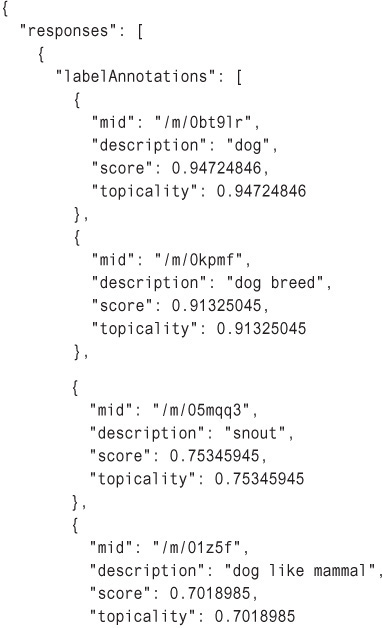 {
"responses": [
{
"labelAnnotations": [
{
"mid": "/m/0bt9lr",
"description": "dog",
"score": 0.94724846,
"topicality": 0.94724846
},
{
"mid": "/m/0kpmf",
"description": "dog breed",
"score": 0.91325045,
"topicality": 0.91325045
},
{
"mid": "/m/05mqq3",
"description": "snout",
"score": 0.75345945,
"topicality": 0.75345945
},
{
"mid": "/m/01z5f",
"description": "dog like mammal",
"score": 0.7018985,
"topicality": 0.7018985